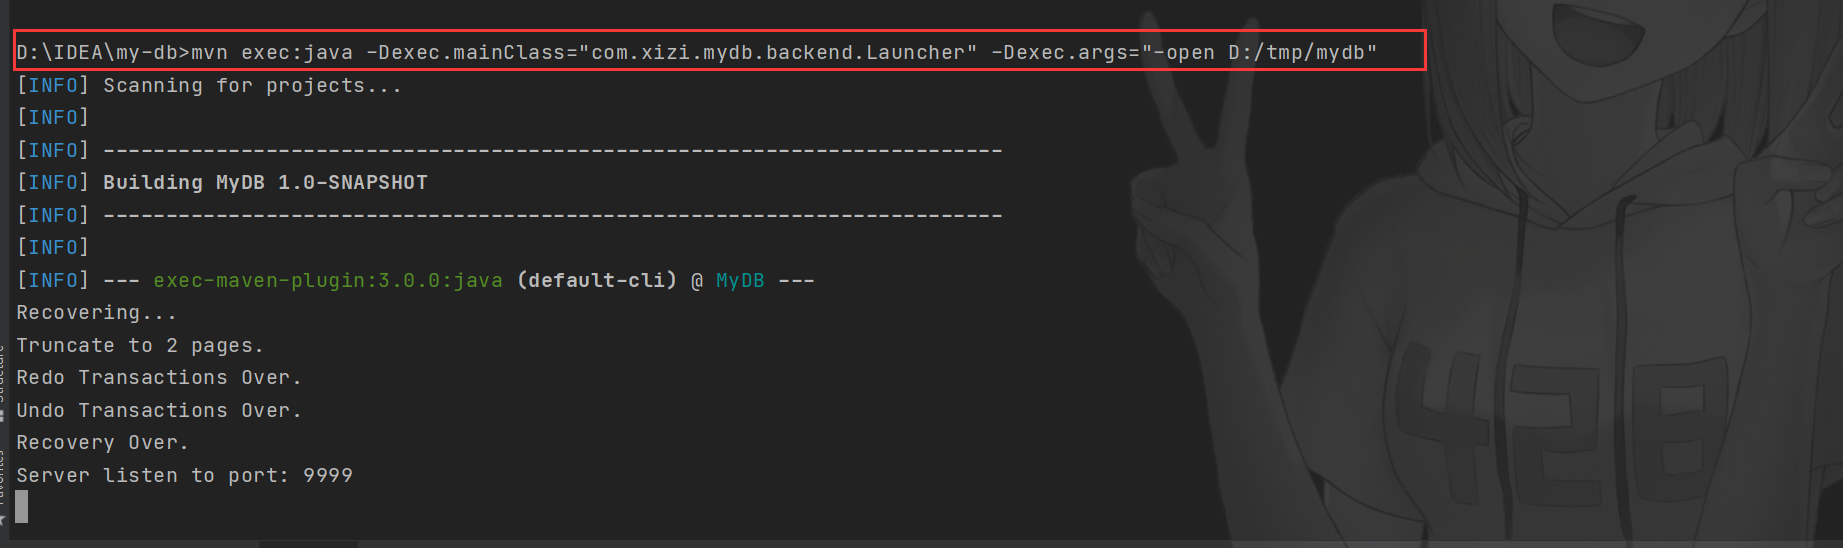 D:\IDEA\my-db>mvn exec:java -Dexec.mainClass="com.xizi.mydb.backend.Launcher" -Dexec.args="-open D:/tmp/mydb"
[INFO] Scanning for projects...
[INFO]
[INFO] ------------------------------------------------------------------------
[INFO] Building MyDB 1.0-SNAPSHOT
[INFO] ------------------------------------------------------------------------
[INFO]
[INFO] --- exec-maven-plugin:3.0.0:java (default-cli) @ MyDB ---
Recovering...
Truncate to 2 pages.
Redo Transactions Over.
Undo Transactions Over.
Recovery Over.
Server listen to port: 9999
Structure
Favorites
428